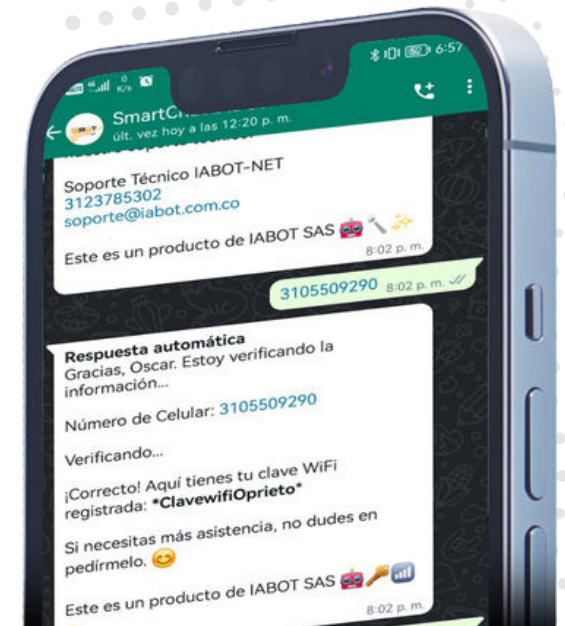 6:57
SmartCh
últ. vez hoy a las 12:20 p. m.
Soporte Técnico IABOT-NET
3123785302
soporte@iabot.com.co
Este es un producto de IABOT SAS 🤖🔧✨
8:02 p. m.
3105509290 8:02 p. m.
Respuesta automática
Gracias, Oscar. Estoy verificando la
información...
Número de Celular: 3105509290
Verificando...
¡Correcto! Aquí tienes tu clave WiFi
registrada: *ClavewifiOprieto*
Si necesitas más asistencia, no dudes en
pedírmelo. 😊
Este es un producto de IABOT SAS 🤖🔑📶
8:02 p. m.